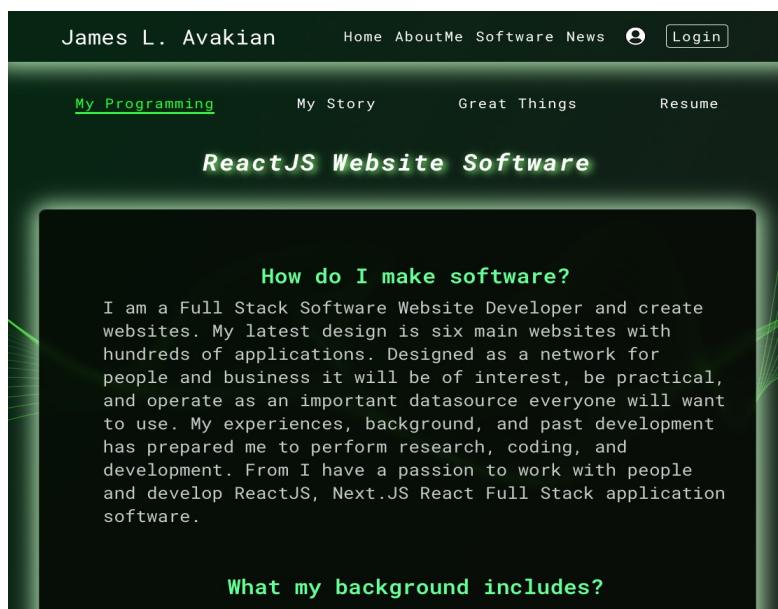 James L. Avakian Home AboutMe Software News Login
My Programming My Story Great Things Resume
ReactJS Website Software
How do I make software?
I am a Full Stack Software Website Developer and create
websites. My latest design is six main websites with
hundreds of applications. Designed as a network for
people and business it will be of interest, be practical,
and operate as an important datasource everyone will want
to use. My experiences, background, and past development
has prepared me to perform research, coding, and
development. From I have a passion to work with people
and develop ReactJS, Next.JS React Full Stack application
software.
What my background includes?